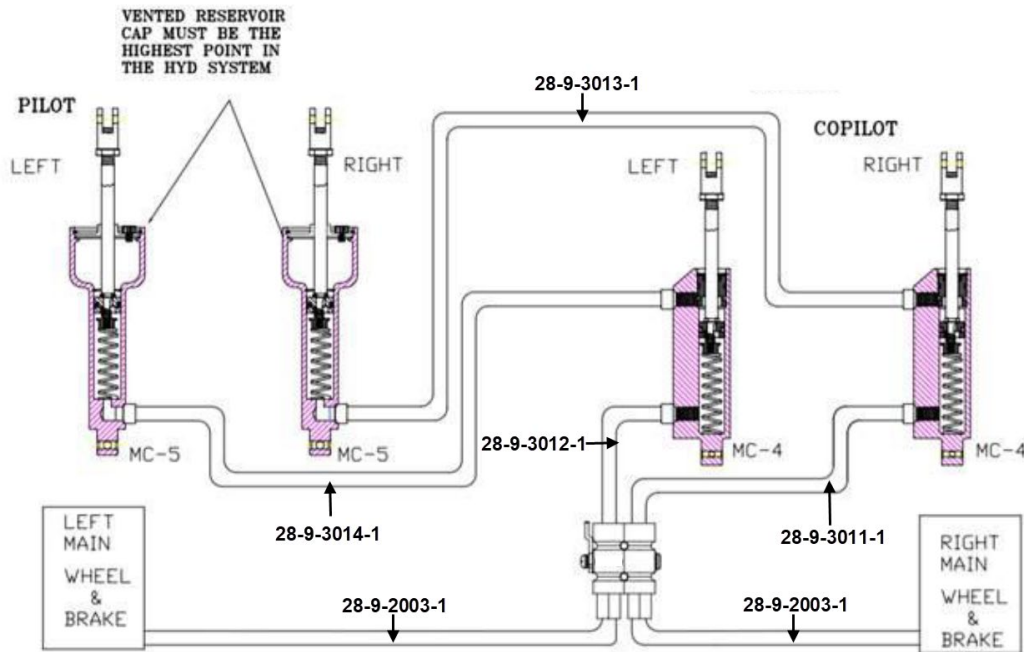 VENTED RESERVOIR
CAP MUST BE THE
HIGHEST POINT IN
THE HYD SYSTEM
28-9-3013-1
PILOT
COPILOT
LEFT
RIGHT
LEFT
RIGHT
MC-5
MC-5
28-9-3012-1
MC-4
MC-4
28-9-3014-1
28-9-3011-1
LEFT
MAIN
WHEEL
&
BRAKE
RIGHT
MAIN
WHEEL
&
BRAKE
28-9-2003-1
28-9-2003-1